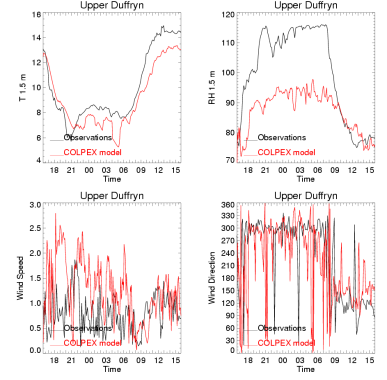 Upper Duffryn
16
14
12
10
8
6
4
T 1.5 m
Observations
COLPEX model
18 21 00 03 06 09 12 15
Time
Upper Duffryn
120
110
100
90
80
70
RH 1.5 m
Observations
COLPEX model
18 21 00 03 06 09 12 15
Time
Upper Duffryn
3.0
2.5
2.0
1.5
1.0
0.5
0.0
Wind Speed
Observations
COLPEX model
18 21 00 03 06 09 12 15
Time
Upper Duffryn
360
330
300
270
240
210
180
150
120
90
60
30
0
Wind Direction
Observations
COLPEX model
18 21 00 03 06 09 12 15
Time